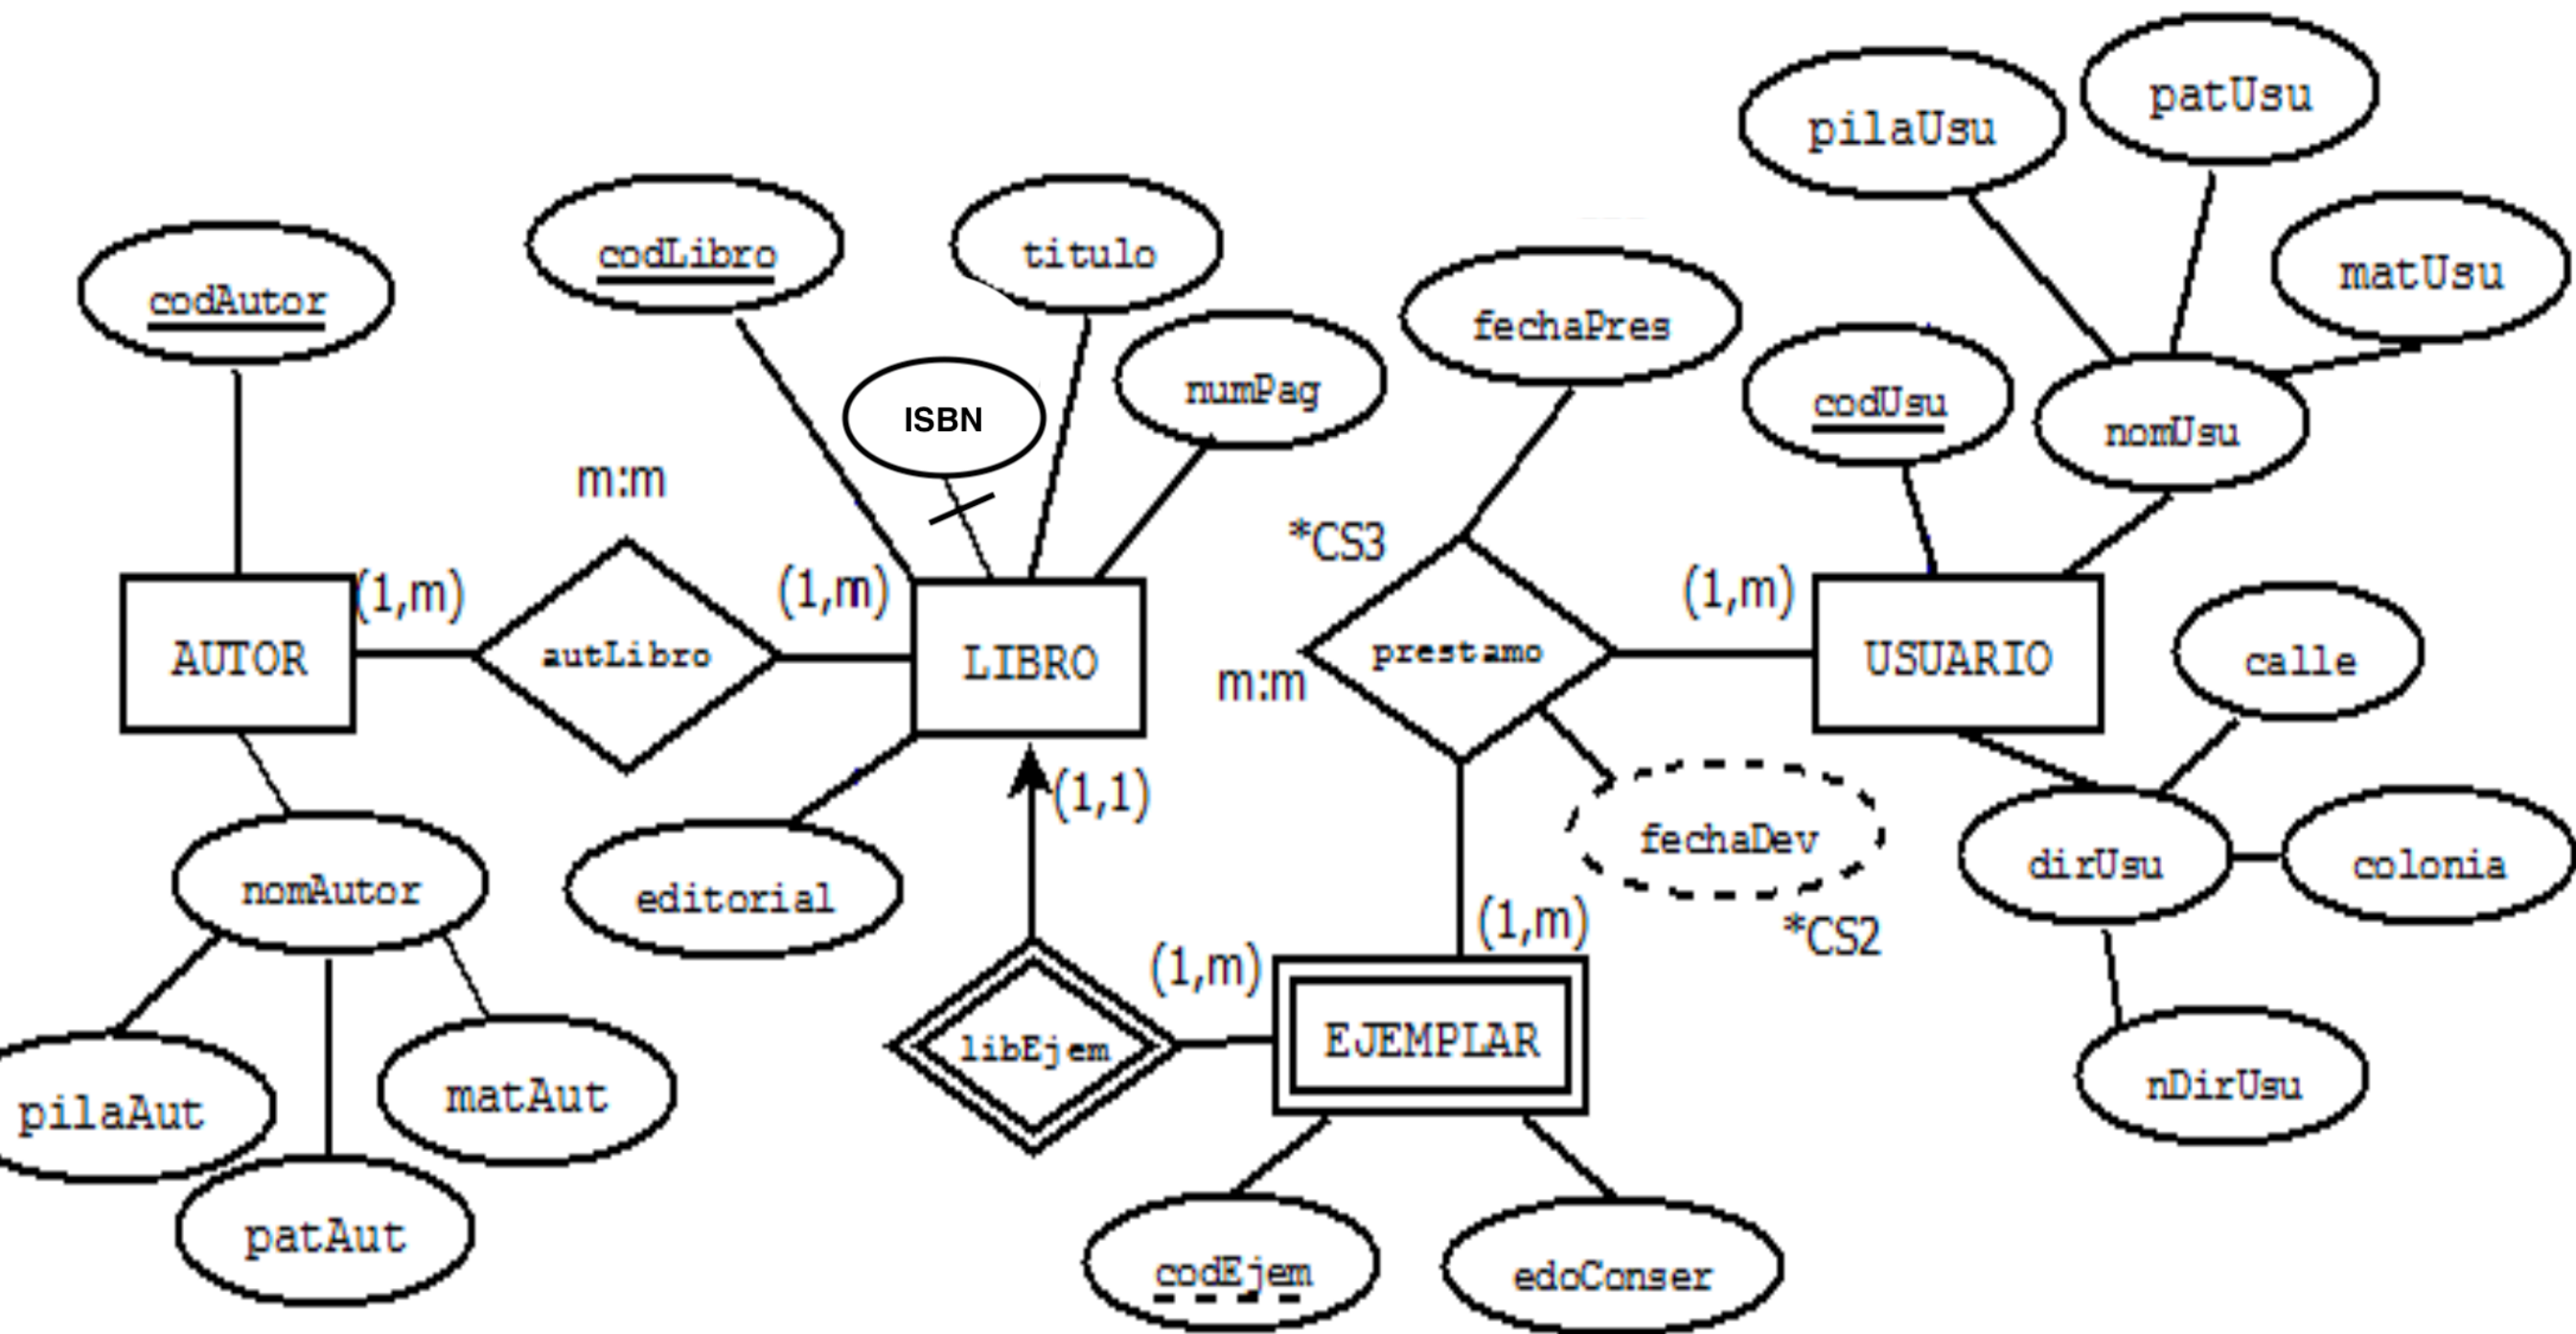 patUsu
pilaUsu
codLibro
titulo
matUsu
codAutor
fechaPres
numPag
codUsu
ISBN
nomUsu
m:m
*CS3
(1,m)
(1,m)
(1,m)
AUTOR
autLibro
LIBRO
prestamo
USUARIO
calle
m:m
(1,1)
fechaDev
dirUsu
colonia
nomAutor
editorial
(1,m)
*CS2
(1,m)
libEjem
EJEMPLAR
nDirUsu
pilaAut
matAut
patAut
codEjem
edoConser